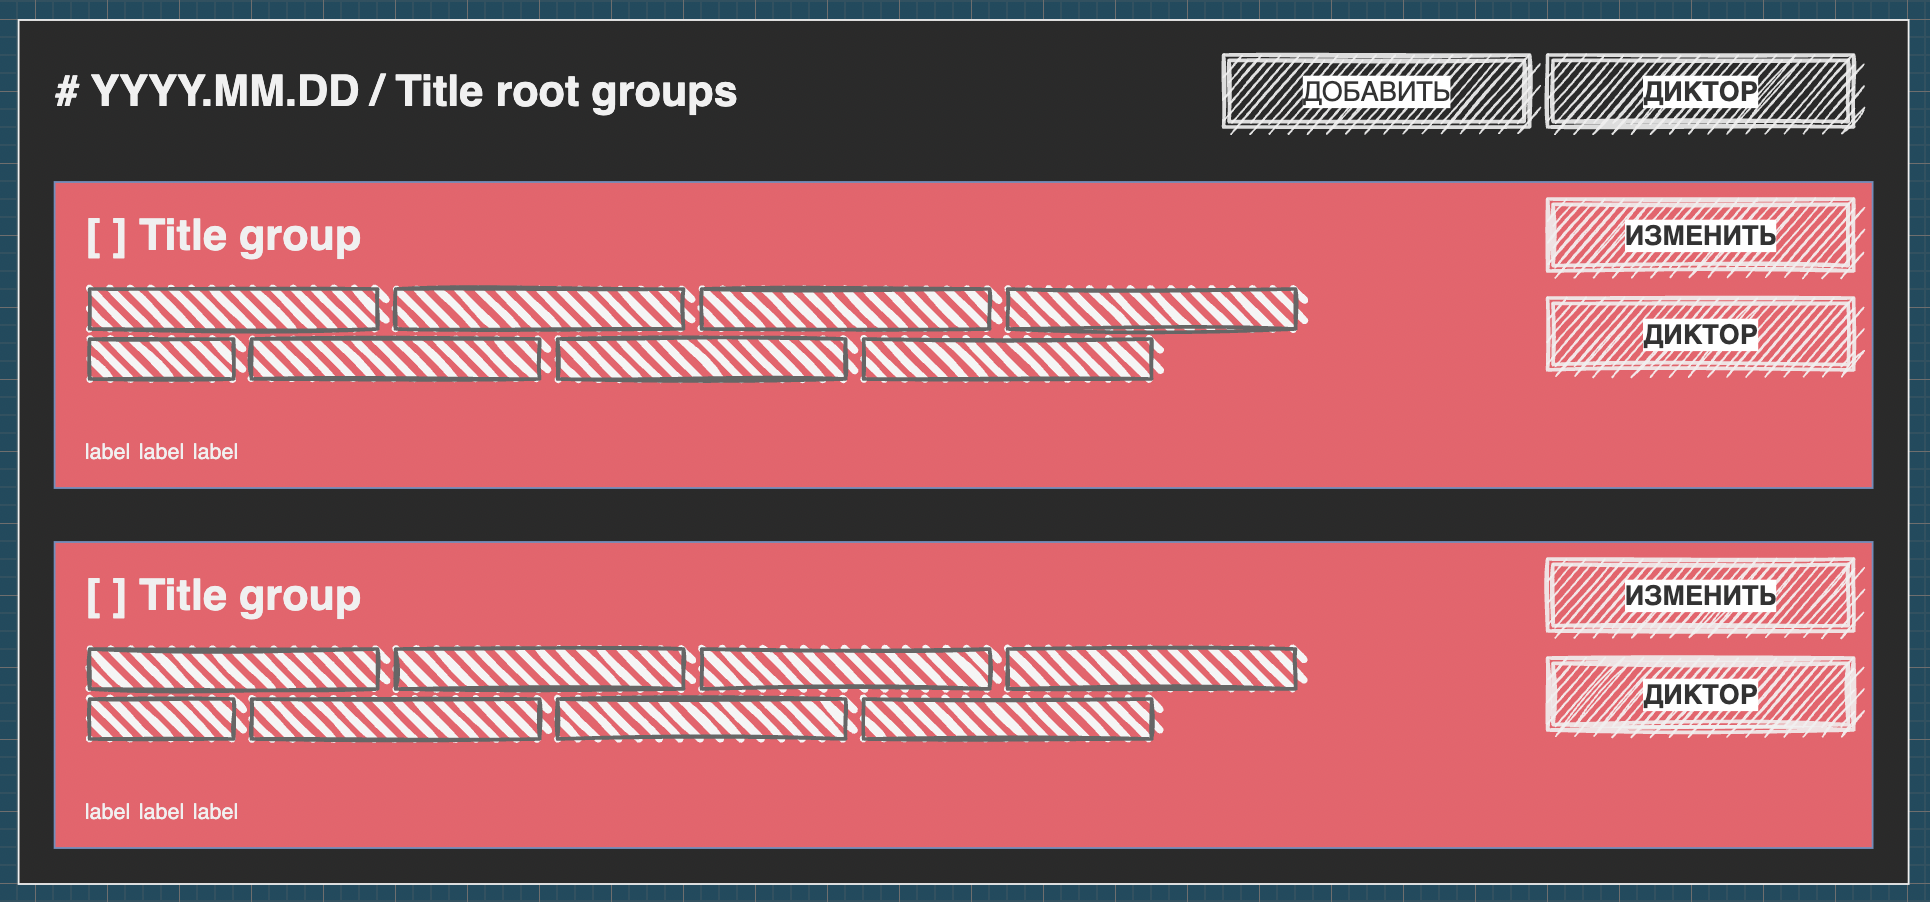 # YYYY.MM.DD / Title root groups
ДОБАВИТЬ
ДИКТОР
[ ] Title group
ИЗМЕНИТЬ
ДИКТОР
label label label
[ ] Title group
ИЗМЕНИТЬ
ДИКТОР
label label label